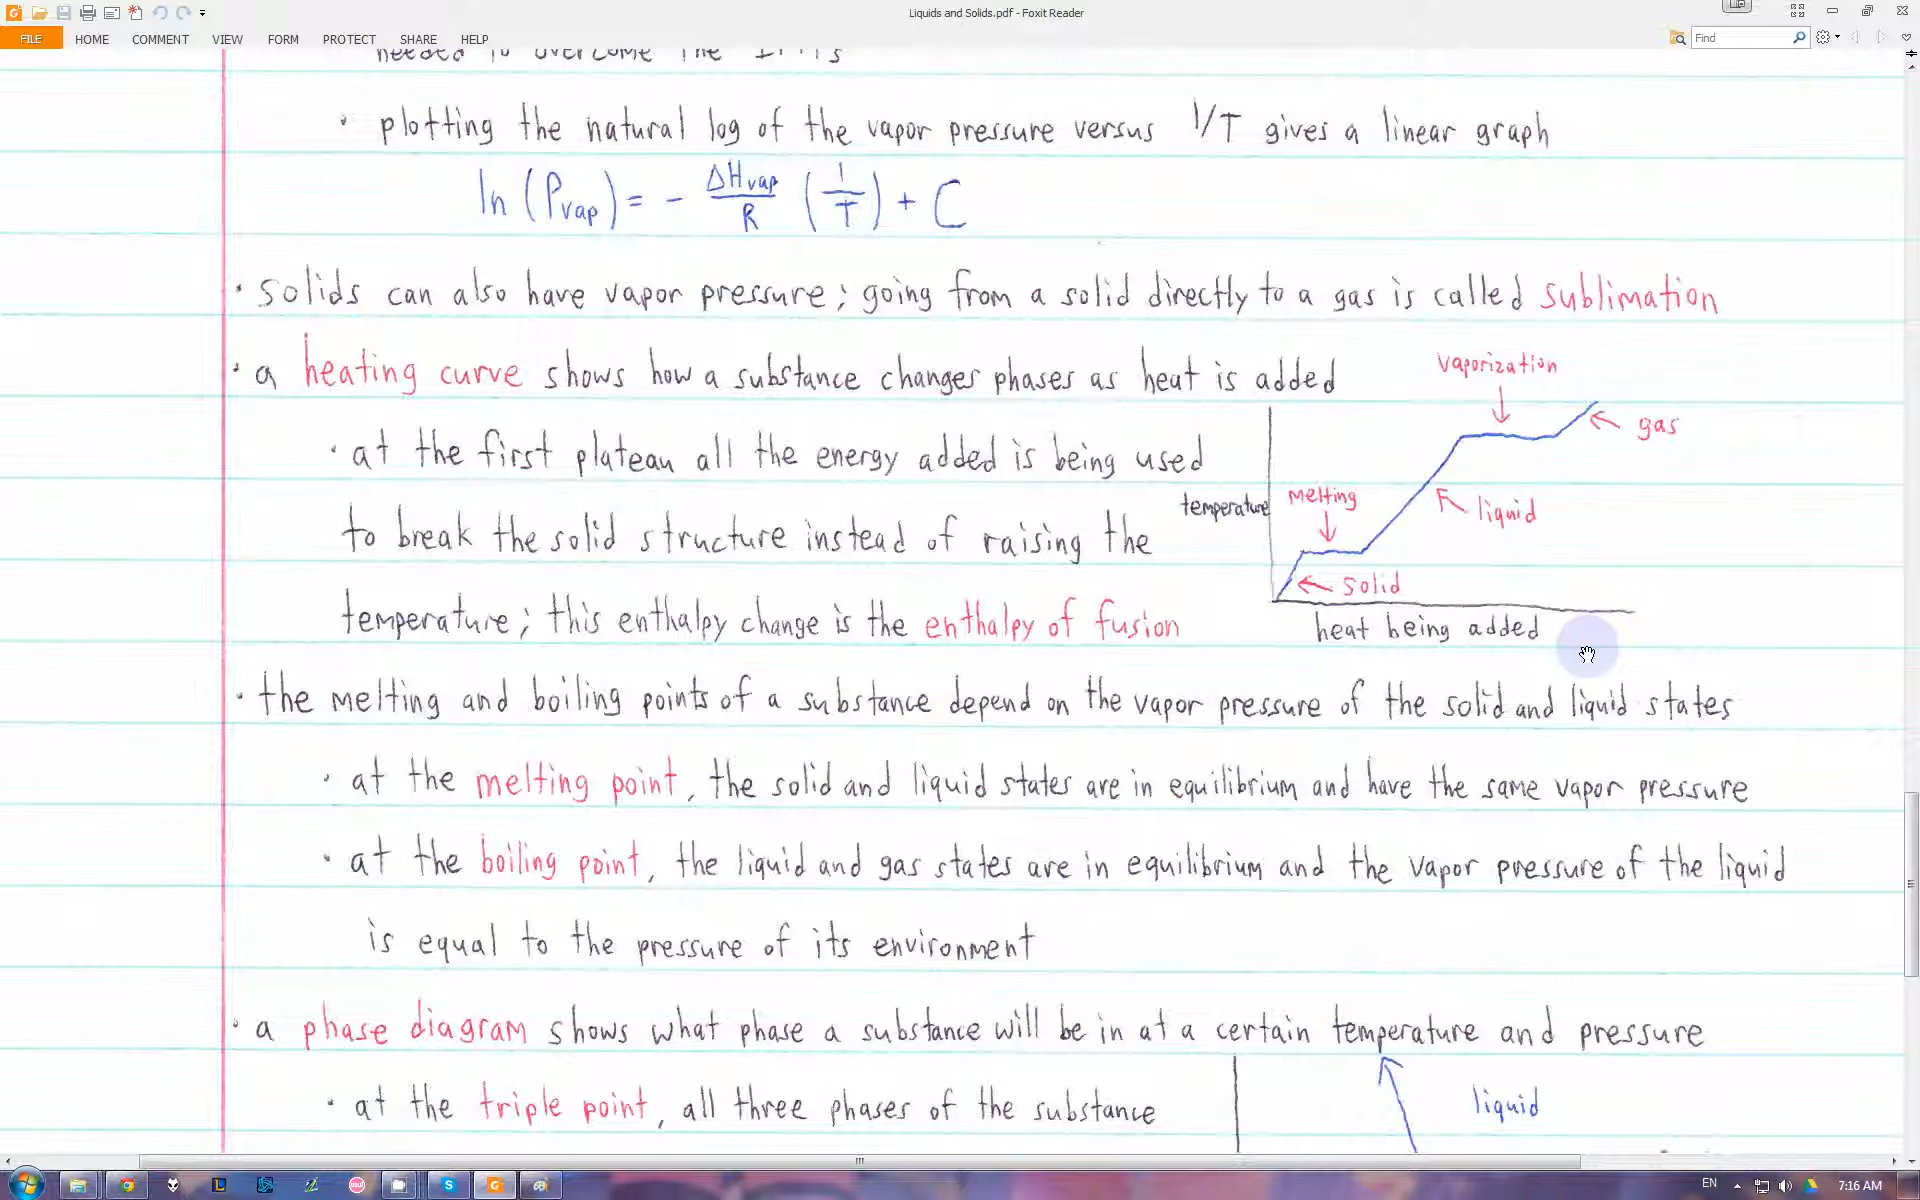 Liquids and Solids.pdf - Foxit Reader
FILE HOME COMMENT VIEW FORM PROTECT SHARE HELP
Find
needed to overcome the IMFs
• plotting the natural log of the vapor pressure versus 1/T gives a linear graph
ln (Pvap) = - ΔHvap/R (1/T) + C
• solids can also have vapor pressure; going from a solid directly to a gas is called sublimation
• a heating curve shows how a substance changes phases as heat is added
• at the first plateau all the energy added is being used
to break the solid structure instead of raising the
temperature; this enthalpy change is the enthalpy of fusion
vaporization
gas
temperature
melting
liquid
solid
heat being added
• the melting and boiling points of a substance depend on the vapor pressure of the solid and liquid states
• at the melting point, the solid and liquid states are in equilibrium and have the same vapor pressure
• at the boiling point, the liquid and gas states are in equilibrium and the vapor pressure of the liquid
is equal to the pressure of its environment
• a phase diagram shows what phase a substance will be in at a certain temperature and pressure
• at the triple point, all three phases of the substance
liquid
EN
7:16 AM